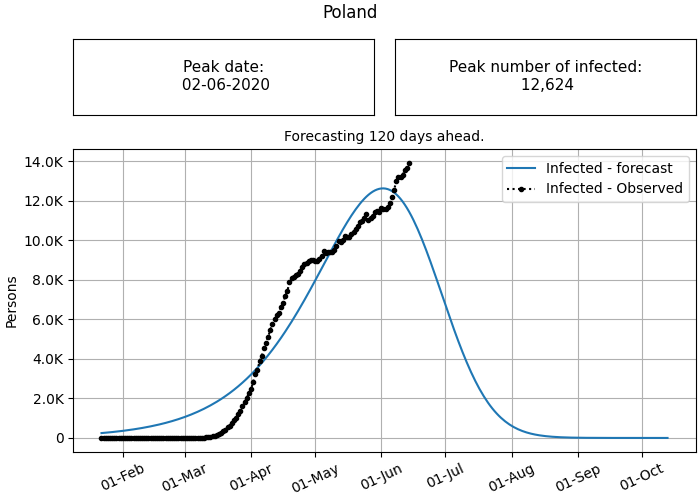 Poland
Peak date:
02-06-2020
Peak number of infected:
12,624
Forecasting 120 days ahead.
14.0K
12.0K
10.0K
8.0K
6.0K
4.0K
2.0K
0
Persons
Infected - forecast
Infected - Observed
01-Feb
01-Mar
01-Apr
01-May
01-Jun
01-Jul
01-Aug
01-Sep
01-Oct